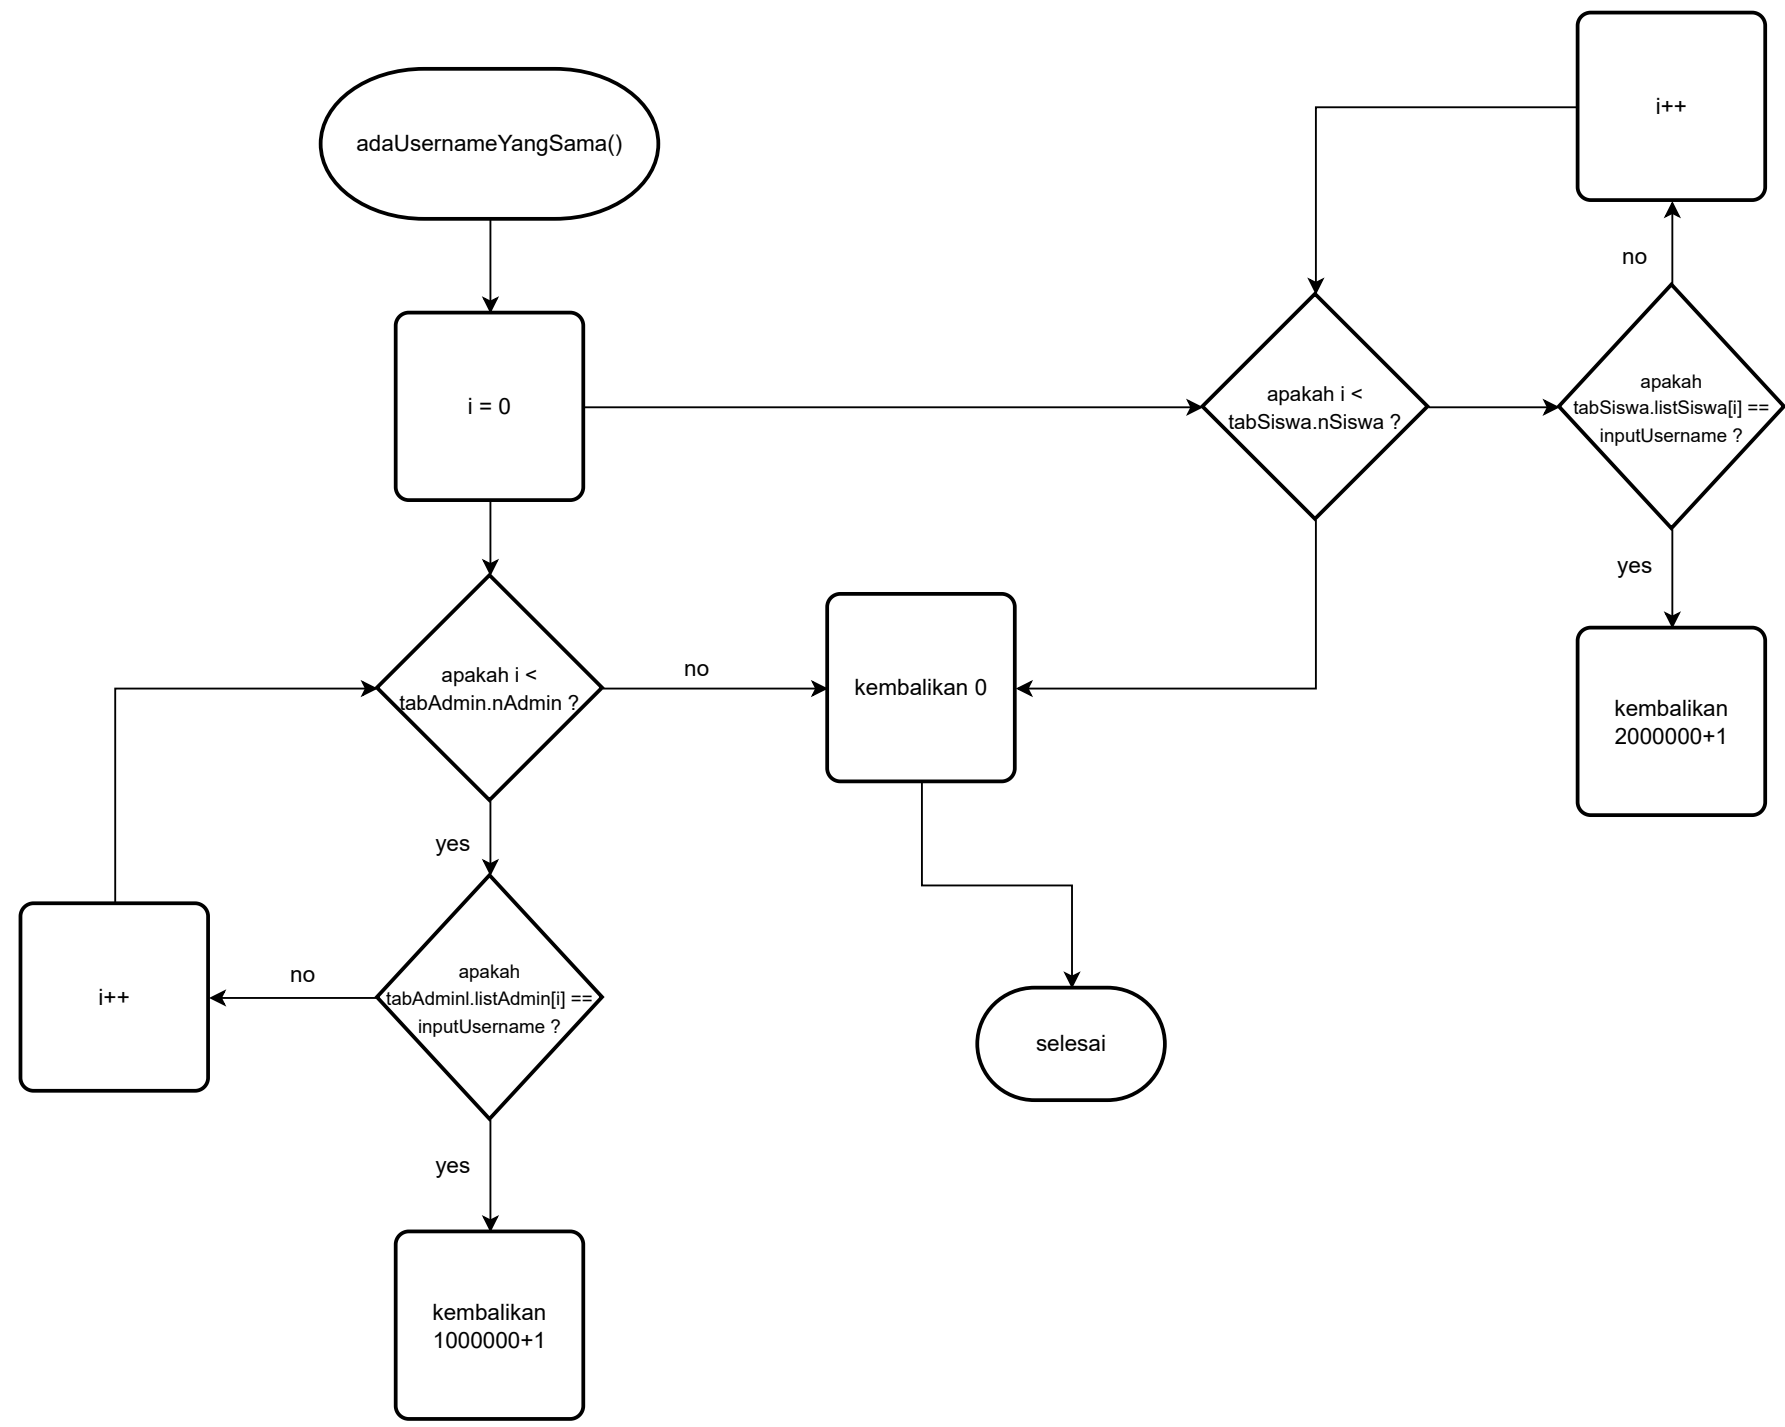 adaUsernameYangSama()
i++
no
i = 0
apakah i <
tabSiswa.nSiswa ?
apakah
tabSiswa.listSiswa[i] ==
inputUsername ?
yes
apakah i <
tabAdmin.nAdmin ?
no
kembalikan 0
kembalikan
2000000+1
yes
i++
no
apakah
tabAdminl.listAdmin[i] ==
inputUsername ?
selesai
yes
kembalikan
1000000+1